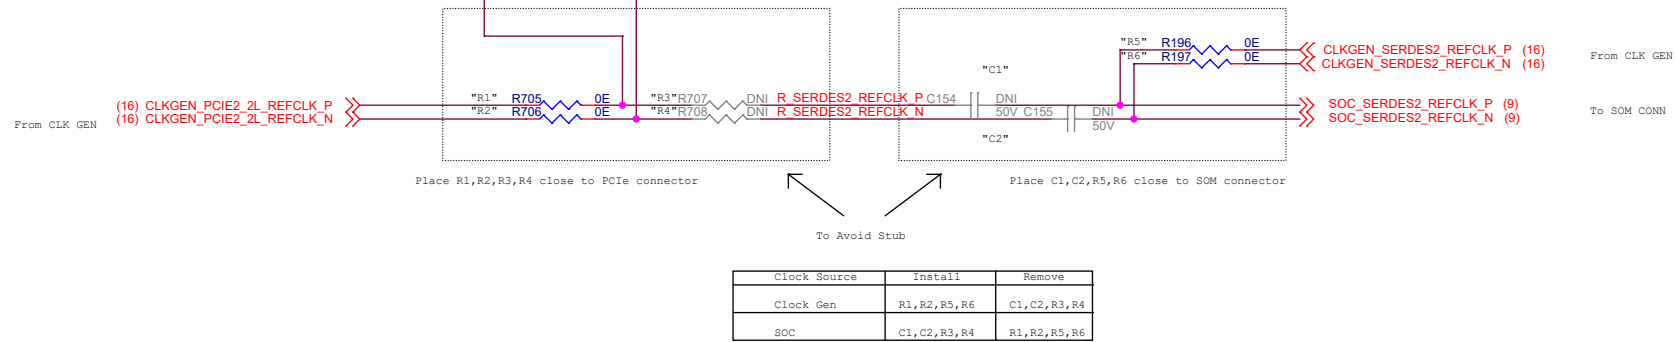 "R5" R196 0E CLKGEN_SERDES2_REFCLK_P (16)
"R6" R197 0E CLKGEN_SERDES2_REFCLK_N (16)
From CLK GEN
"C1"
(16) CLKGEN_PCIE2_2L_REFCLK_P "R1" R705 0E "R3" R707 DNI R_SERDES2_REFCLK_P C154 DNI SOC_SERDES2_REFCLK_P (9)
(16) CLKGEN_PCIE2_2L_REFCLK_N "R2" R706 0E "R4" R708 DNI R_SERDES2_REFCLK_N 50V C155 DNI SOC_SERDES2_REFCLK_N (9)
From CLK GEN
To SOM CONN
50V
"C2"
Place R1,R2,R3,R4 close to PCIe connector
Place C1,C2,R5,R6 close to SOM connector
To Avoid Stub
Clock Source Install Remove
Clock Gen R1,R2,R5,R6 C1,C2,R3,R4
SOC C1,C2,R3,R4 R1,R2,R5,R6